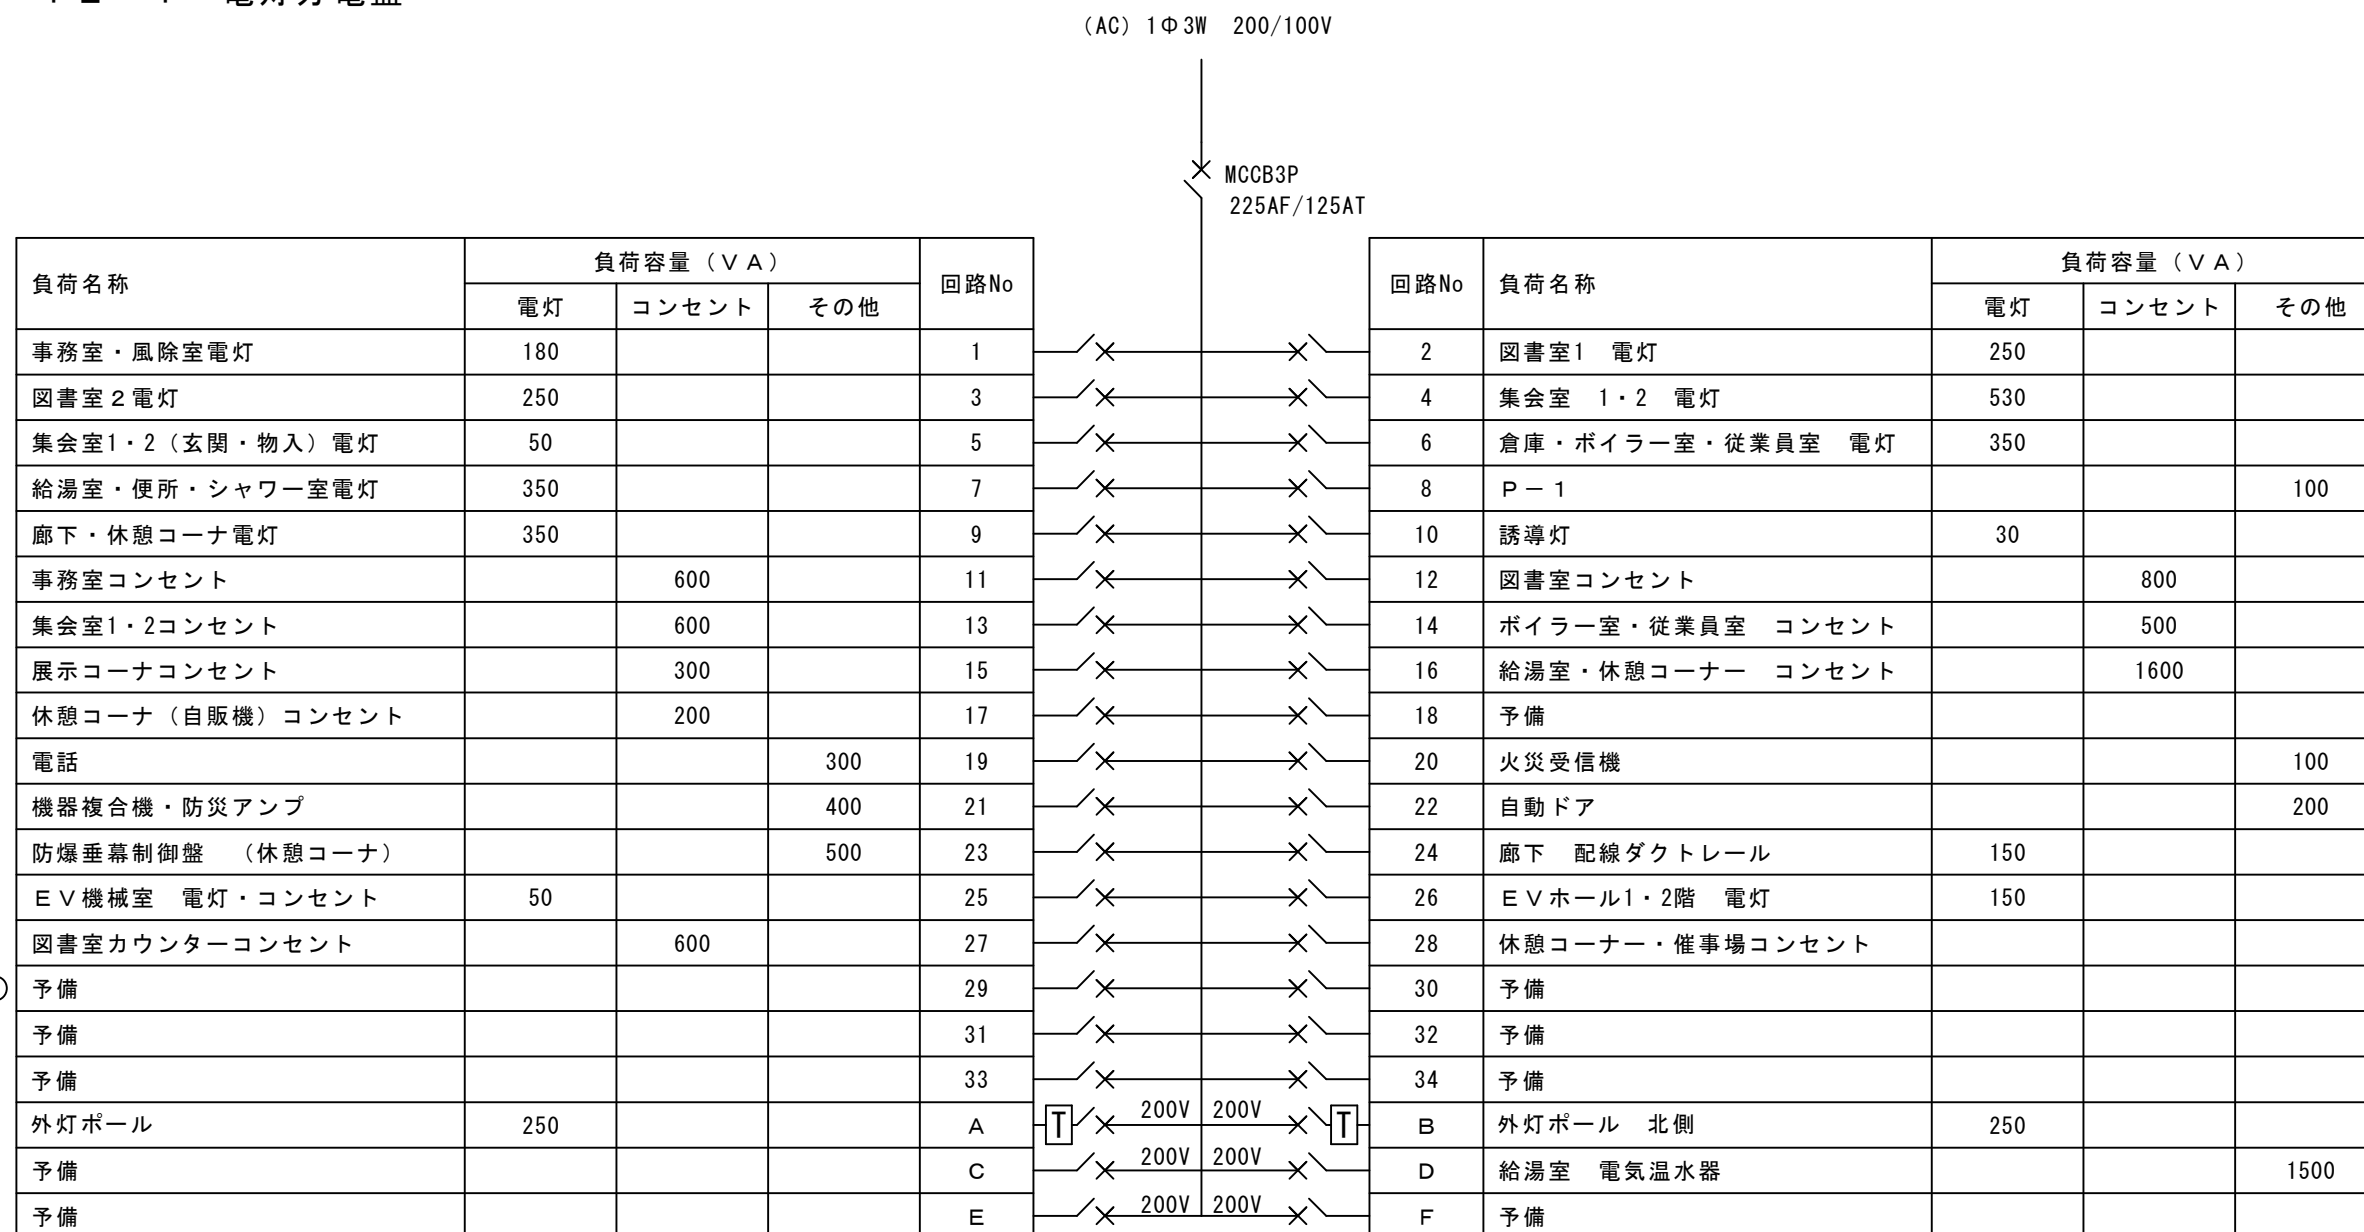 電灯分電盤
(AC) 1Φ3W 200/100V
MCCB3P
225AF/125AT
負荷名称 負荷容量(VA) 回路No 回路No 負荷名称 負荷容量(VA)
電灯 コンセント その他 電灯 コンセント その他
事務室・風除室電灯 180 1 2 図書室1 電灯 250
図書室2電灯 250 3 4 集会室 1・2 電灯 530
集会室1・2(玄関・物入)電灯 50 5 6 倉庫・ボイラー室・従業員室 電灯 350
給湯室・便所・シャワー室電灯 350 7 8 P-1 100
廊下・休憩コーナ電灯 350 9 10 誘導灯 30
事務室コンセント 600 11 12 図書室コンセント 800
集会室1・2コンセント 600 13 14 ボイラー室・従業員室 コンセント 500
展示コーナコンセント 300 15 16 給湯室・休憩コーナー コンセント 1600
休憩コーナ(自販機)コンセント 200 17 18 予備
電話 300 19 20 火災受信機 100
機器複合機・防災アンプ 400 21 22 自動ドア 200
防爆垂幕制御盤 (休憩コーナ) 500 23 24 廊下 配線ダクトレール 150
EV機械室 電灯・コンセント 50 25 26 EVホール1・2階 電灯 150
図書室カウンターコンセント 600 27 28 休憩コーナー・催事場コンセント
予備 29 30 予備
予備 31 32 予備
予備 33 34 予備
外灯ポール 250 A T 200V 200V T B 外灯ポール 北側 250
予備 C 200V 200V D 給湯室 電気温水器 1500
予備 E 200V 200V F 予備